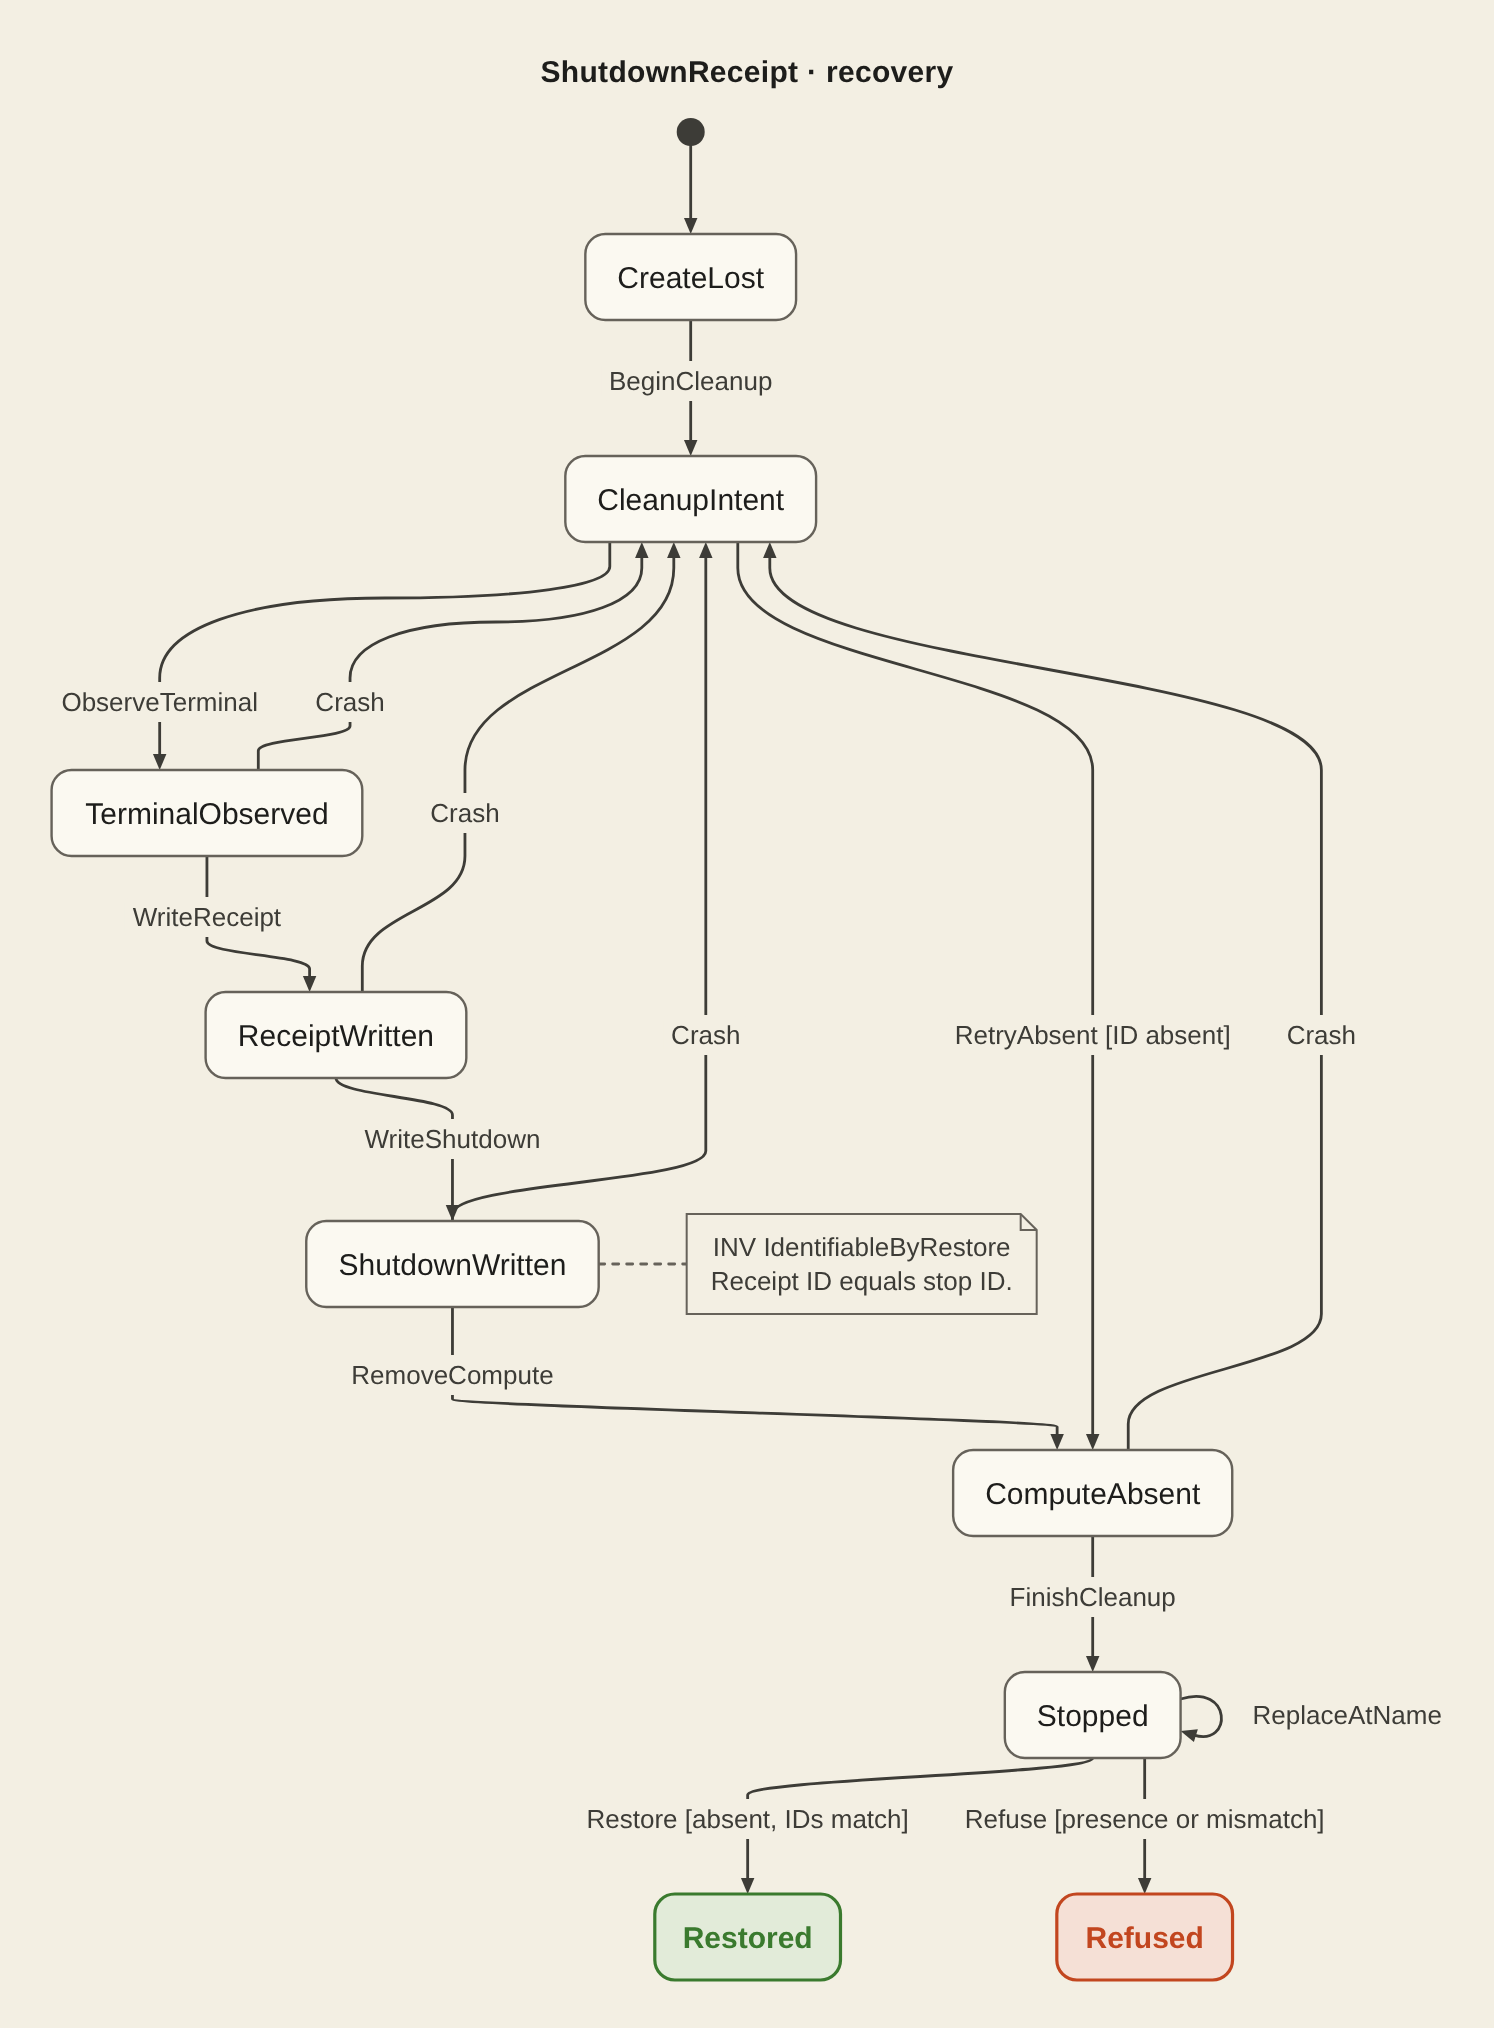 ShutdownReceipt · recovery
CreateLost
BeginCleanup
CleanupIntent
ObserveTerminal
Crash
TerminalObserved
Crash
WriteReceipt
ReceiptWritten
Crash
RetryAbsent [ID absent]
Crash
WriteShutdown
ShutdownWritten
INV IdentifiableByRestore
Receipt ID equals stop ID.
RemoveCompute
ComputeAbsent
FinishCleanup
Stopped
ReplaceAtName
Restore [absent, IDs match]
Refuse [presence or mismatch]
Restored
Refused